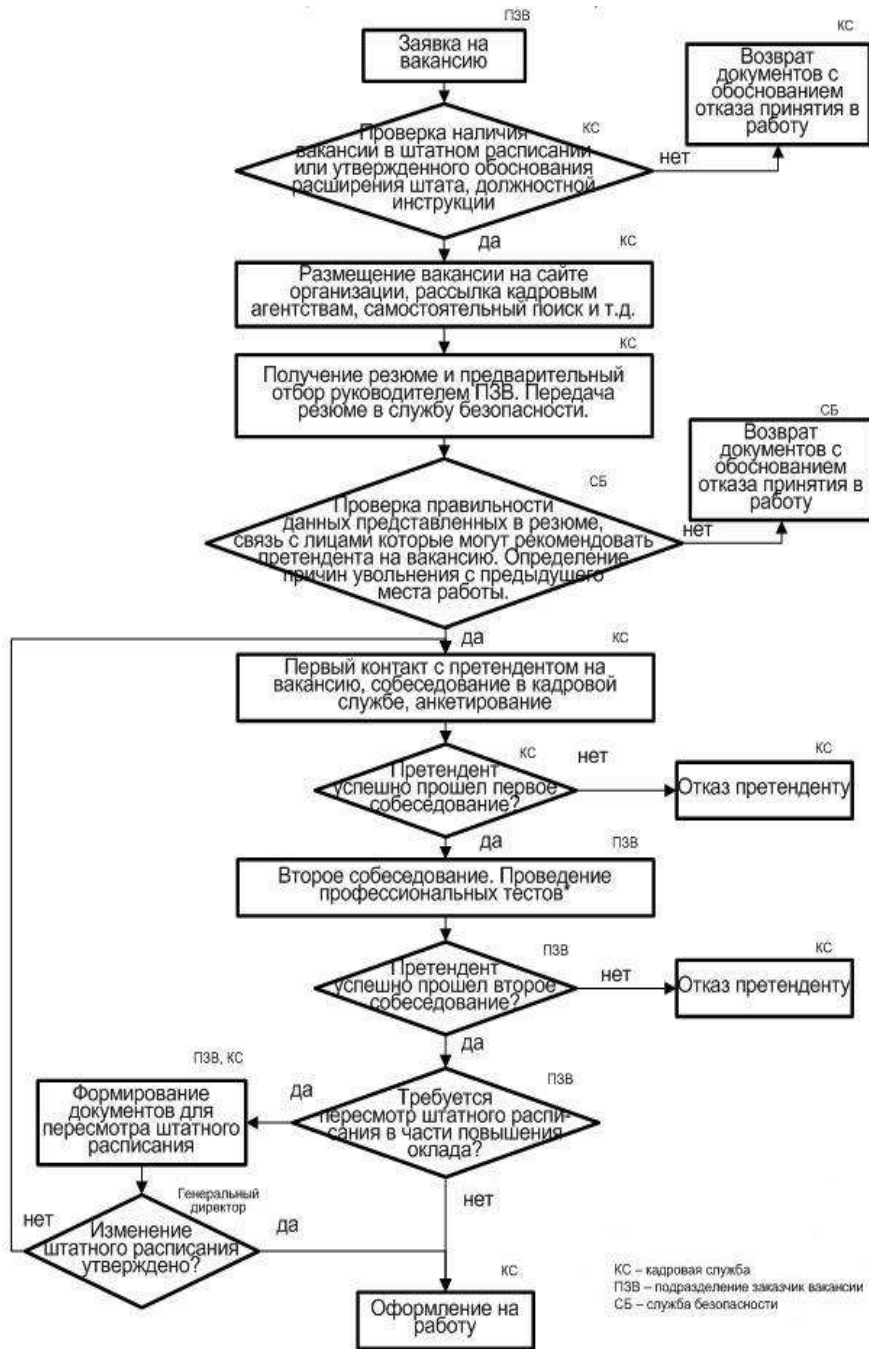 ПЗВ
Заявка на
вакансию
КС
Возврат
документов с
обоснованием
отказа принятия в
работу
КС
Проверка наличия
вакансии в штатном расписании
или утвержденного обоснования
расширения штата, должностной
инструкции
нет
да
КС
Размещение вакансии на сайте
организации, рассылка кадровым
агентствам, самостоятельный поиск и т.д.
КС
Получение резюме и предварительный
отбор руководителем ПЗВ. Передача
резюме в службу безопасности.
СБ
Возврат
документов с
обоснованием
отказа принятия в
работу
СБ
Проверка правильности
данных представленных в резюме,
связь с лицами которые могут рекомендовать
претендента на вакансию. Определение
причин увольнения с предыдущего
места работы.
нет
да
КС
Первый контакт с претендентом на
вакансию, собеседование в кадровой
службе, анкетирование
КС
Претендент
успешно прошел первое
собеседование?
нет
КС
Отказ претенденту
да
ПЗВ
Второе собеседование. Проведение
профессиональных тестов*
ПЗВ
Претендент
успешно прошел второе
собеседование?
нет
КС
Отказ претенденту
да
ПЗВ
Требуется
пересмотр штатного распи-
сания в части повышения
оклада?
да
ПЗВ, КС
Формирование
документов для
пересмотра штатного
расписания
нет
Генеральный
директор
Изменение
штатного расписания
утверждено?
нет
да
КС
Оформление на
работу
КС – кадровая служба
ПЗВ – подразделение заказчик вакансии
СБ – служба безопасности